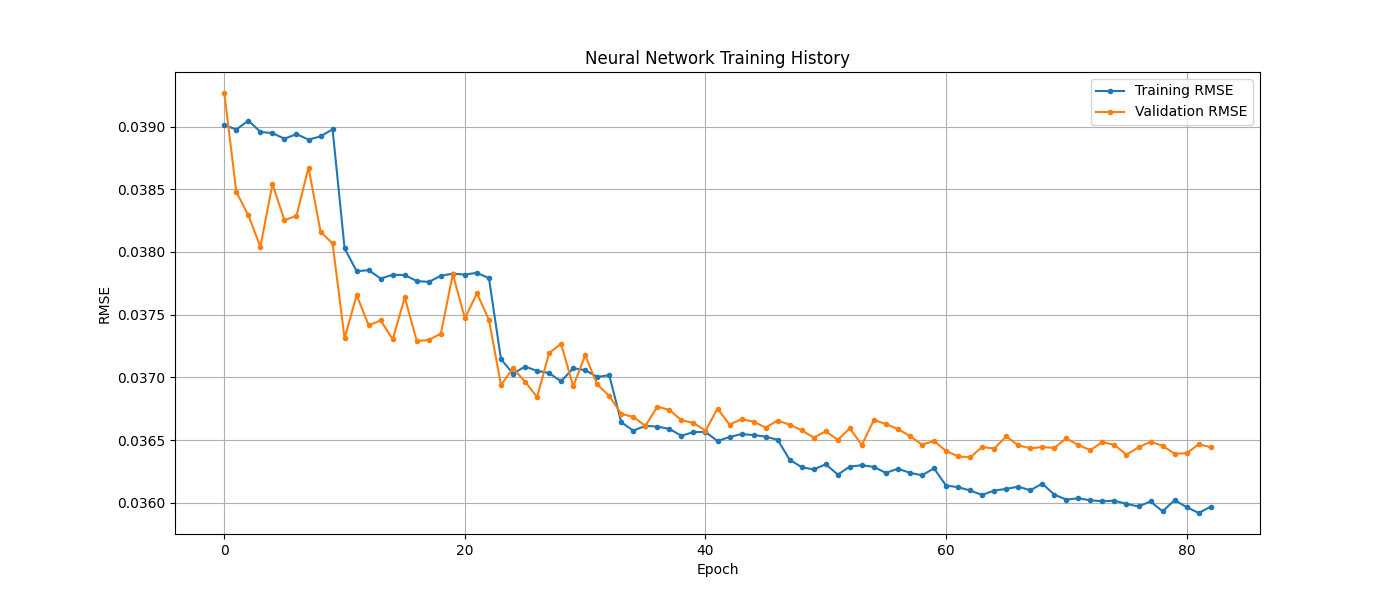 Neural Network Training History
Training RMSE
Validation RMSE
0.0390
0.0385
0.0380
0.0375
0.0370
0.0365
0.0360
RMSE
0 20 40 60 80
Epoch